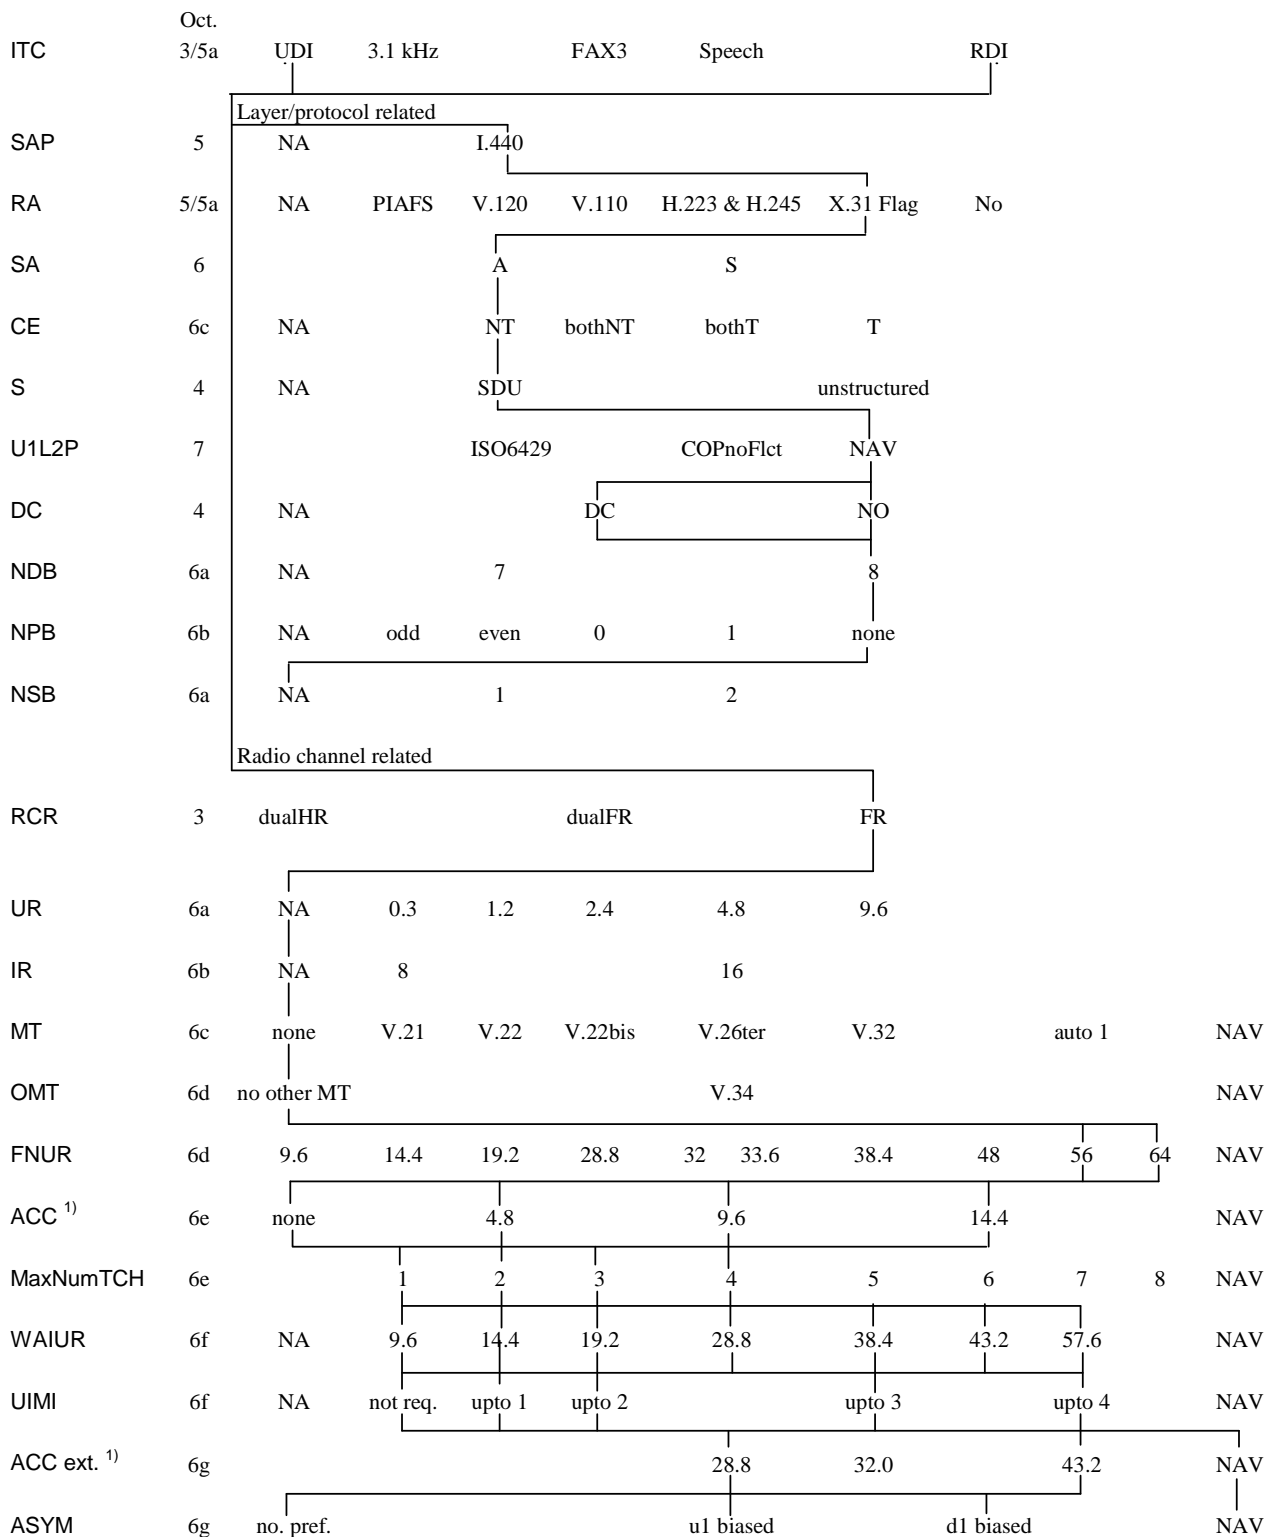 Oct.
ITC 3/5a UDI 3.1 kHz FAX3 Speech RDI
Layer/protocol related
SAP 5 NA I.440
RA 5/5a NA PIAFS V.120 V.110 H.223 & H.245 X.31 Flag No
SA 6 A S
CE 6c NA NT bothNT bothT T
S 4 NA SDU unstructured
U1L2P 7 ISO6429 COPnoFlct NAV
DC 4 NA DC NO
NDB 6a NA 7 8
NPB 6b NA odd even 0 1 none
NSB 6a NA 1 2
Radio channel related
RCR 3 dualHR dualFR FR
UR 6a NA 0.3 1.2 2.4 4.8 9.6
IR 6b NA 8 16
MT 6c none V.21 V.22 V.22bis V.26ter V.32 auto 1 NAV
OMT 6d no other MT V.34 NAV
FNUR 6d 9.6 14.4 19.2 28.8 32 33.6 38.4 48 56 64 NAV
ACC 1) 6e none 4.8 9.6 14.4 NAV
MaxNumTCH 6e 1 2 3 4 5 6 7 8 NAV
WAIUR 6f NA 9.6 14.4 19.2 28.8 38.4 43.2 57.6 NAV
UIMI 6f NA not req. upto 1 upto 2 upto 3 upto 4 NAV
ACC ext. 1) 6g 28.8 32.0 43.2 NAV
ASYM 6g no. pref. u1 biased d1 biased NAV